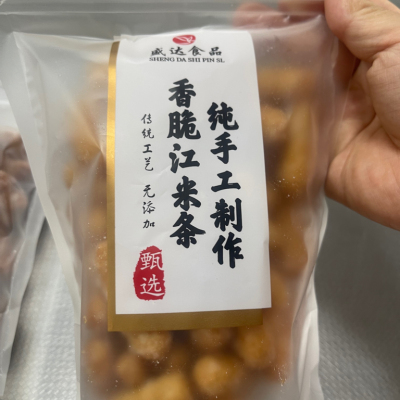 盛达食品
SHENG DA SHI PIN SL
纯手工制作
香脆江米条
传统工艺 无添加
甄选